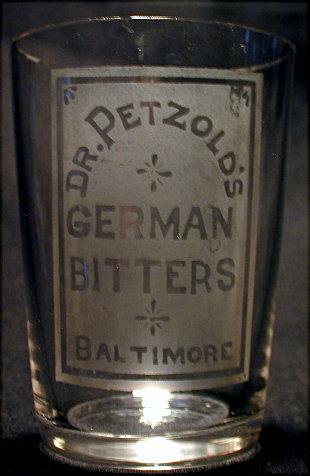 DR. PETZOLD'S
GERMAN
BITTERS
BALTIMORE